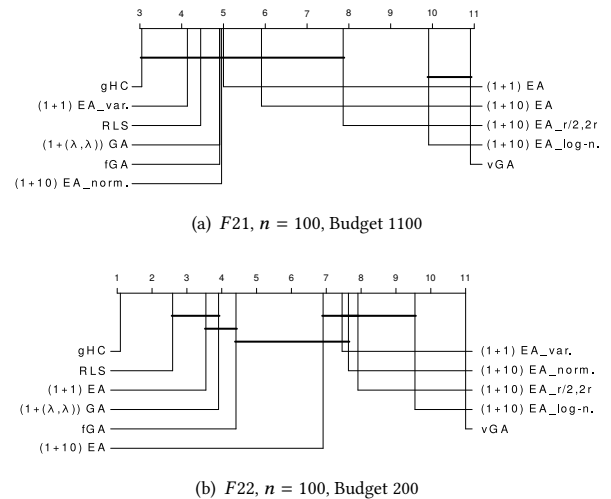 3 4 5 6 7 8 9 10 11
gHC (1+1) EA
(1+1) EA_var. (1+10) EA
RLS (1+10) EA_r/2,2r
(1+(λ,λ)) GA (1+10) EA_log-n.
fGA vGA
(1+10) EA_norm.
(a) F21, n = 100, Budget 1100
1 2 3 4 5 6 7 8 9 10 11
gHC (1+1) EA_var.
RLS (1+10) EA_norm.
(1+1) EA (1+10) EA_r/2,2r
(1+(λ,λ)) GA (1+10) EA_log-n.
fGA vGA
(1+10) EA
(b) F22, n = 100, Budget 200